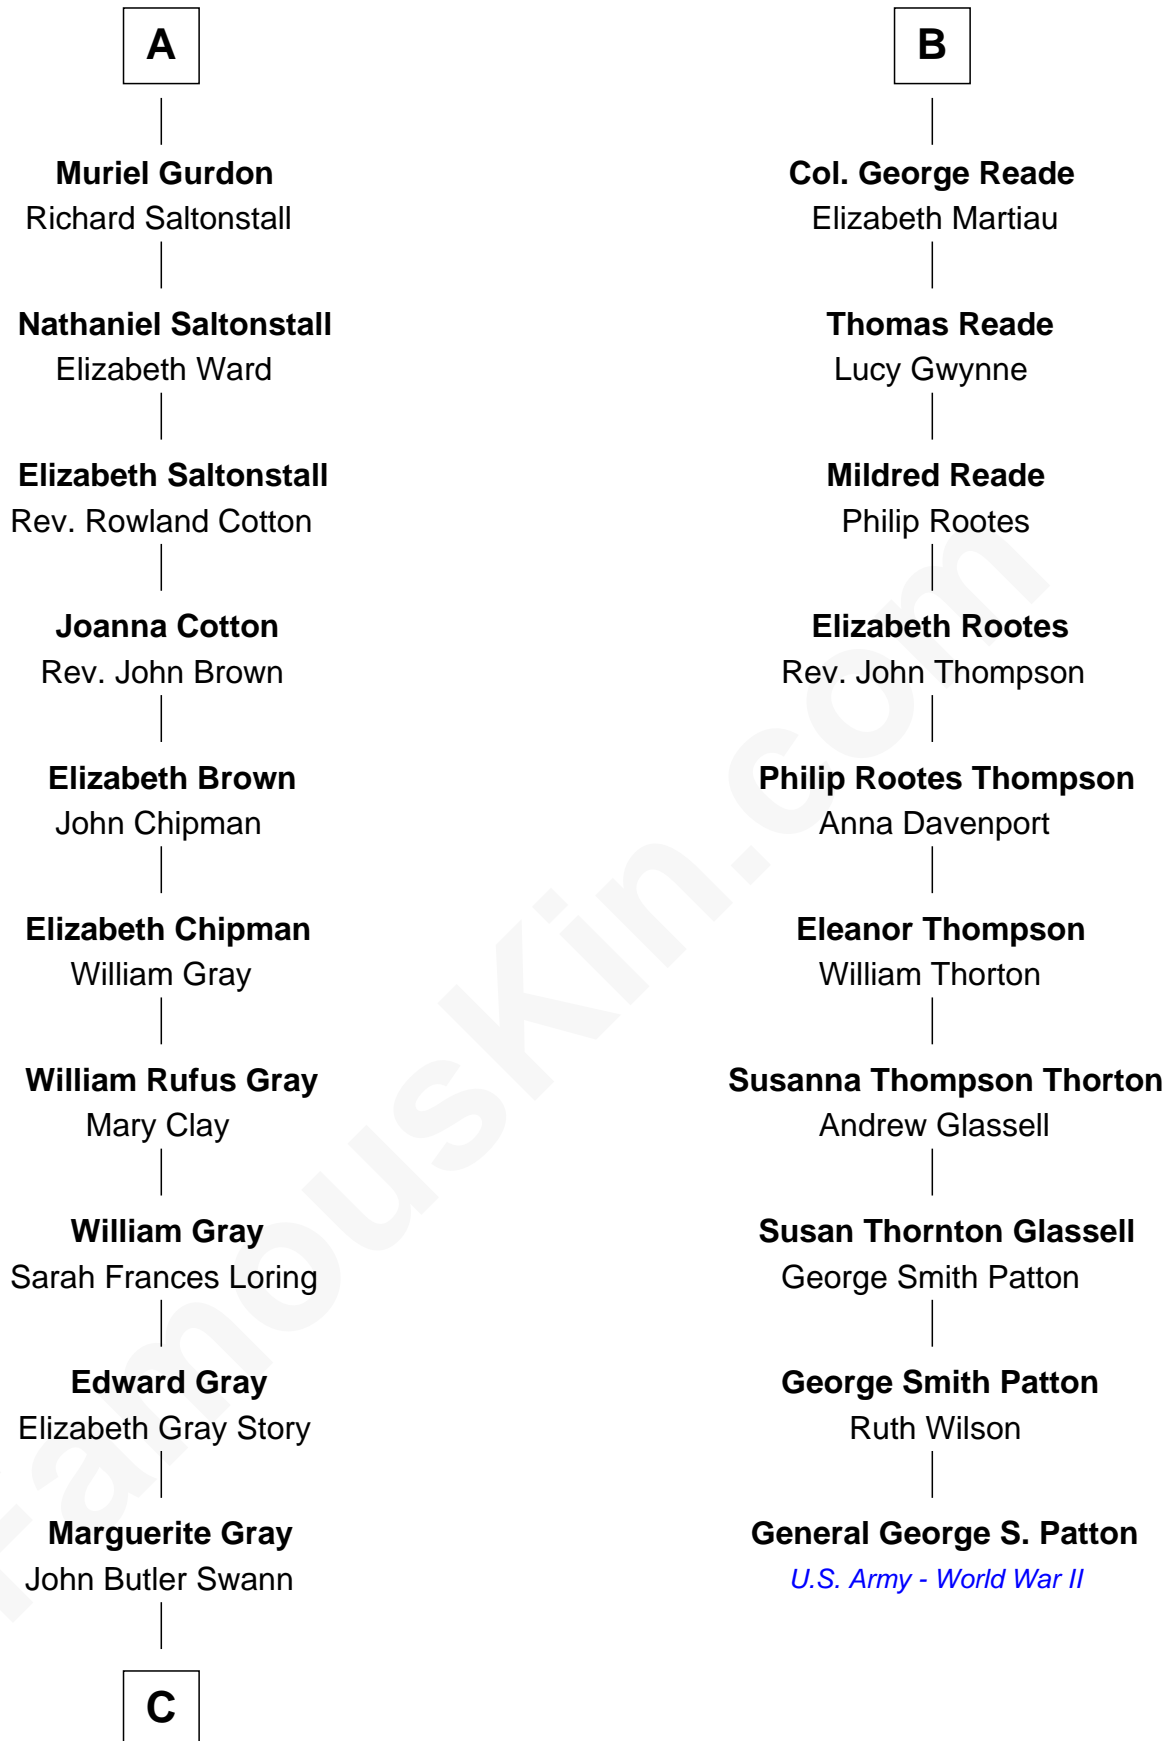 A
Muriel Gurdon
Richard Saltonstall
Nathaniel Saltonstall
Elizabeth Ward
Elizabeth Saltonstall
Rev. Rowland Cotton
Joanna Cotton
Rev. John Brown
Elizabeth Brown
John Chipman
Elizabeth Chipman
William Gray
William Rufus Gray
Mary Clay
William Gray
Sarah Frances Loring
Edward Gray
Elizabeth Gray Story
Marguerite Gray
John Butler Swann
C
B
Col. George Reade
Elizabeth Martiau
Thomas Reade
Lucy Gwynne
Mildred Reade
Philip Rootes
Elizabeth Rootes
Rev. John Thompson
Philip Rootes Thompson
Anna Davenport
Eleanor Thompson
William Thorton
Susanna Thompson Thorton
Andrew Glassell
Susan Thornton Glassell
George Smith Patton
George Smith Patton
Ruth Wilson
General George S. Patton
U.S. Army - World War II
FamousKin.com